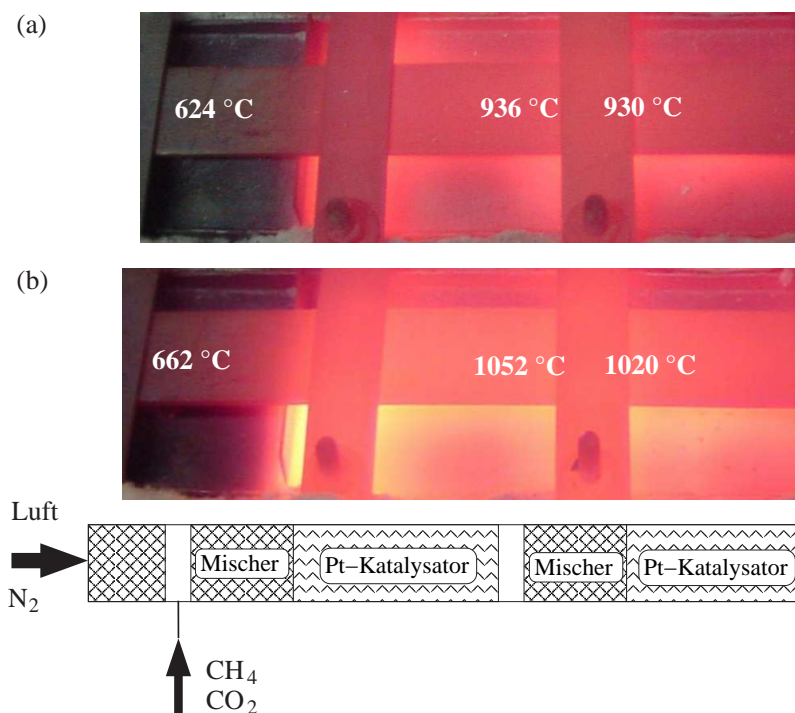 (a)
624 °C
936 °C
930 °C
(b)
662 °C
1052 °C
1020 °C
Luft
N₂
Mischer
Pt−Katalysator
Mischer
Pt−Katalysator
CH₄
CO₂